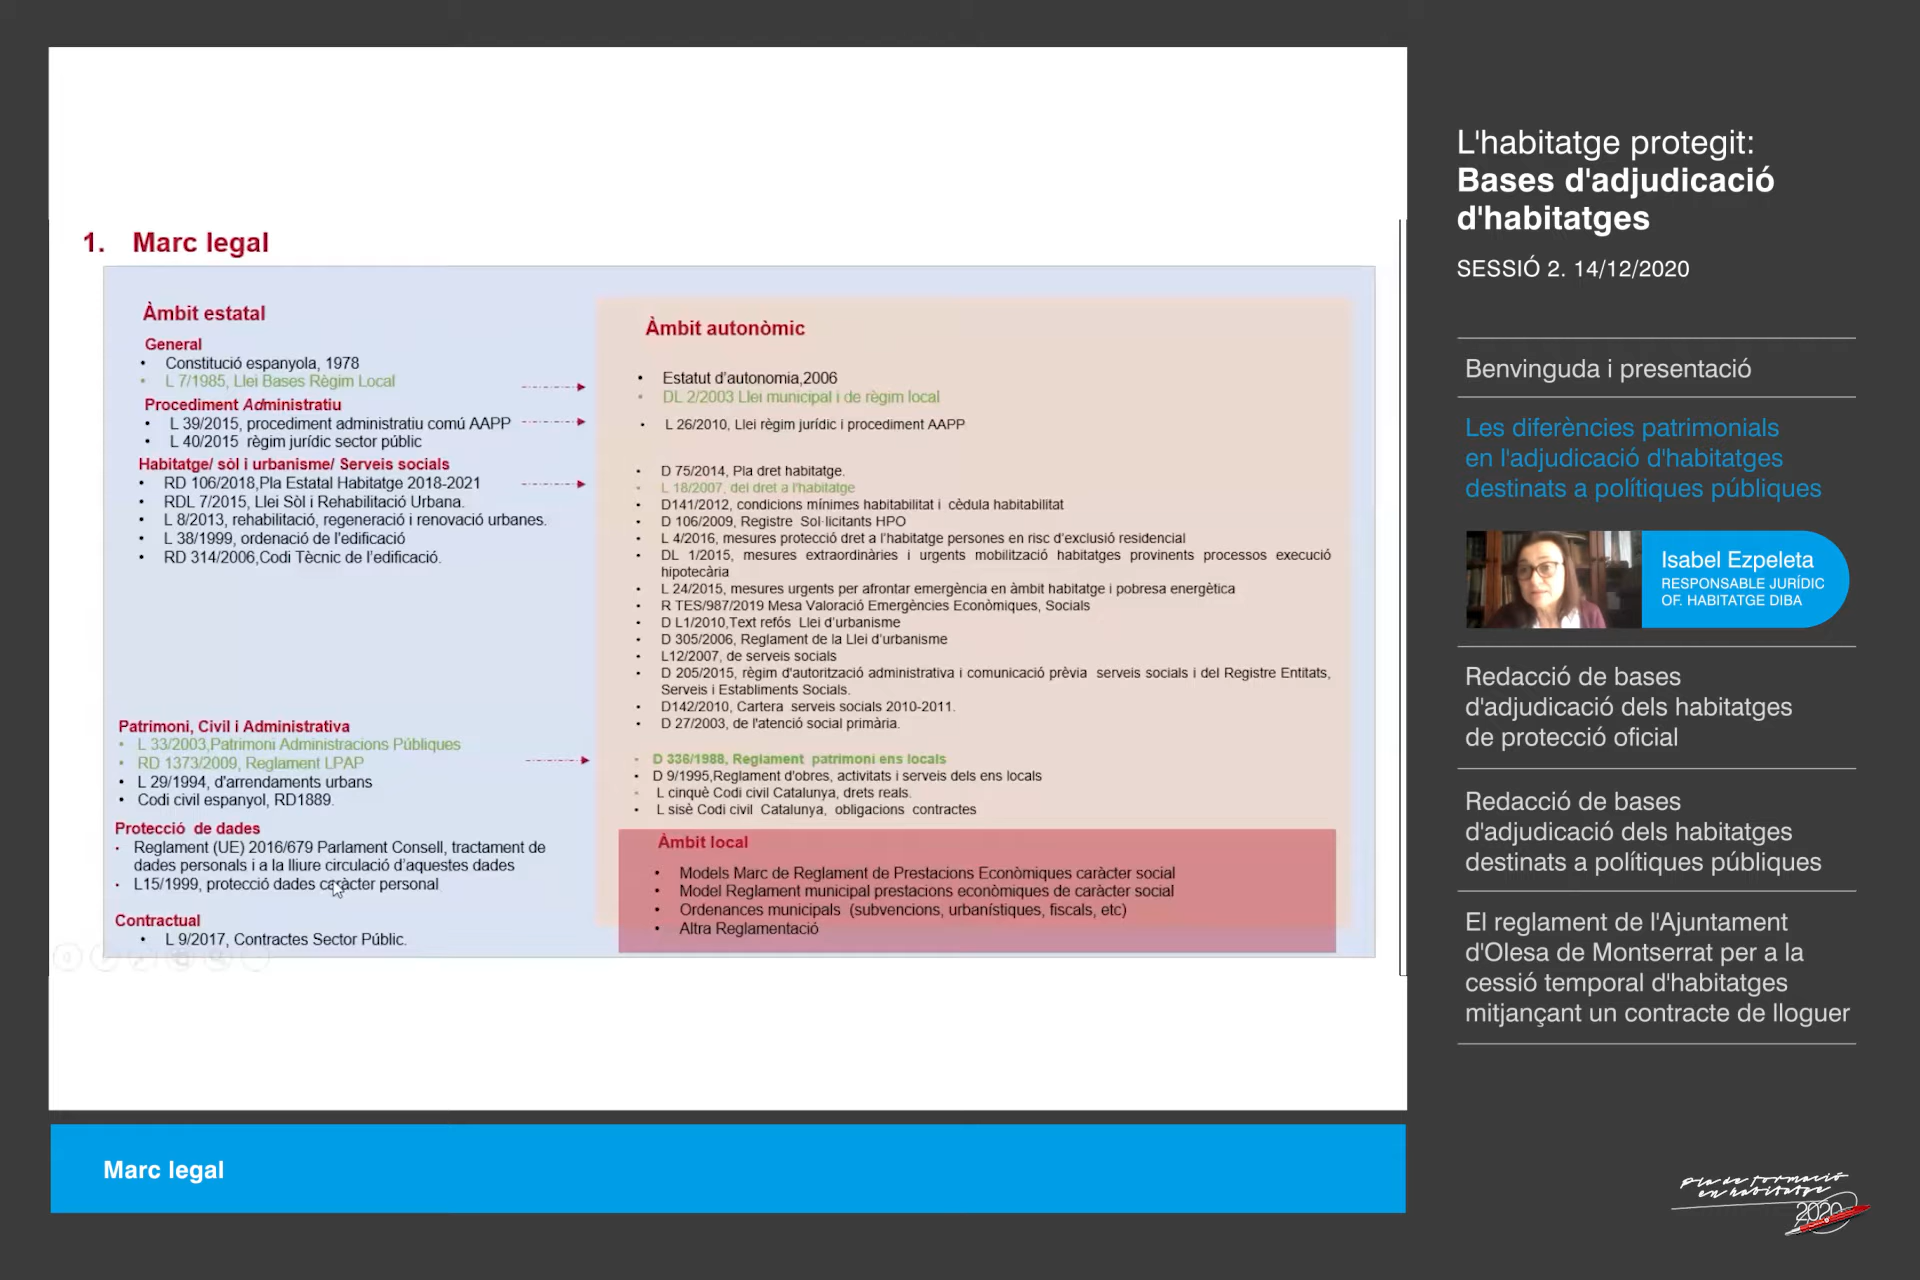 1. Marc legal
Àmbit estatal
General
• Constitució espanyola, 1978
• L 7/1985, Llei Bases Règim Local
Procediment Administratiu
• L 39/2015, procediment administratiu comú AAPP
• L 40/2015 règim jurídic sector públic
Habitatge/ sòl i urbanisme/ Serveis socials
• RD 106/2018,Pla Estatal Habitatge 2018-2021
• RDL 7/2015, Llei Sòl i Rehabilitació Urbana.
• L 8/2013, rehabilitació, regeneració i renovació urbanes.
• L 38/1999, ordenació de l'edificació
• RD 314/2006,Codi Tècnic de l'edificació.
Patrimoni, Civil i Administrativa
• L 33/2003,Patrimoni Administracions Públiques
• RD 1373/2009, Reglament LPAP
• L 29/1994, d'arrendaments urbans
• Codi civil espanyol, RD1889.
Protecció de dades
• Reglament (UE) 2016/679 Parlament Consell, tractament de
dades personals i a la lliure circulació d'aquestes dades
• L15/1999, protecció dades caràcter personal
Contractual
• L 9/2017, Contractes Sector Públic.
Àmbit autonòmic
• Estatut d'autonomia,2006
• DL 2/2003 Llei municipal i de règim local
• L 26/2010, Llei règim jurídic i procediment AAPP
• D 75/2014, Pla dret habitatge.
• L 18/2007, del dret a l'habitatge
• D141/2012, condicions mínimes habitabilitat i cèdula habitabilitat
• D 106/2009, Registre Sol·licitants HPO
• L 4/2016, mesures protecció dret a l'habitatge persones en risc d'exclusió residencial
• DL 1/2015, mesures extraordinàries i urgents mobilització habitatges provinents processos execució
hipotecària
• L 24/2015, mesures urgents per afrontar emergència en àmbit habitatge i pobresa energètica
• R TES/987/2019 Mesa Valoració Emergències Econòmiques, Socials
• D L1/2010,Text refós Llei d'urbanisme
• D 305/2006, Reglament de la Llei d'urbanisme
• L12/2007, de serveis socials
• D 205/2015, règim d'autorització administrativa i comunicació prèvia serveis socials i del Registre Entitats,
Serveis i Establiments Socials.
• D142/2010, Cartera serveis socials 2010-2011.
• D 27/2003, de l'atenció social primària.
• D 336/1988, Reglament patrimoni ens locals
• D 9/1995,Reglament d'obres, activitats i serveis dels ens locals
• L cinquè Codi civil Catalunya, drets reals.
• L sisè Codi civil Catalunya, obligacions contractes
Àmbit local
• Models Marc de Reglament de Prestacions Econòmiques caràcter social
• Model Reglament municipal prestacions econòmiques de caràcter social
• Ordenances municipals (subvencions, urbanístiques, fiscals, etc)
• Altra Reglamentació
Marc legal
L'habitatge protegit:
Bases d'adjudicació
d'habitatges
SESSIÓ 2. 14/12/2020
Benvinguda i presentació
Les diferències patrimonials
en l'adjudicació d'habitatges
destinats a polítiques públiques
Isabel Ezpeleta
RESPONSABLE JURÍDIC
OF. HABITATGE DIBA
Redacció de bases
d'adjudicació dels habitatges
de protecció oficial
Redacció de bases
d'adjudicació dels habitatges
destinats a polítiques públiques
El reglament de l'Ajuntament
d'Olesa de Montserrat per a la
cessió temporal d'habitatges
mitjançant un contracte de lloguer
pla de formació
en habitatge
2020